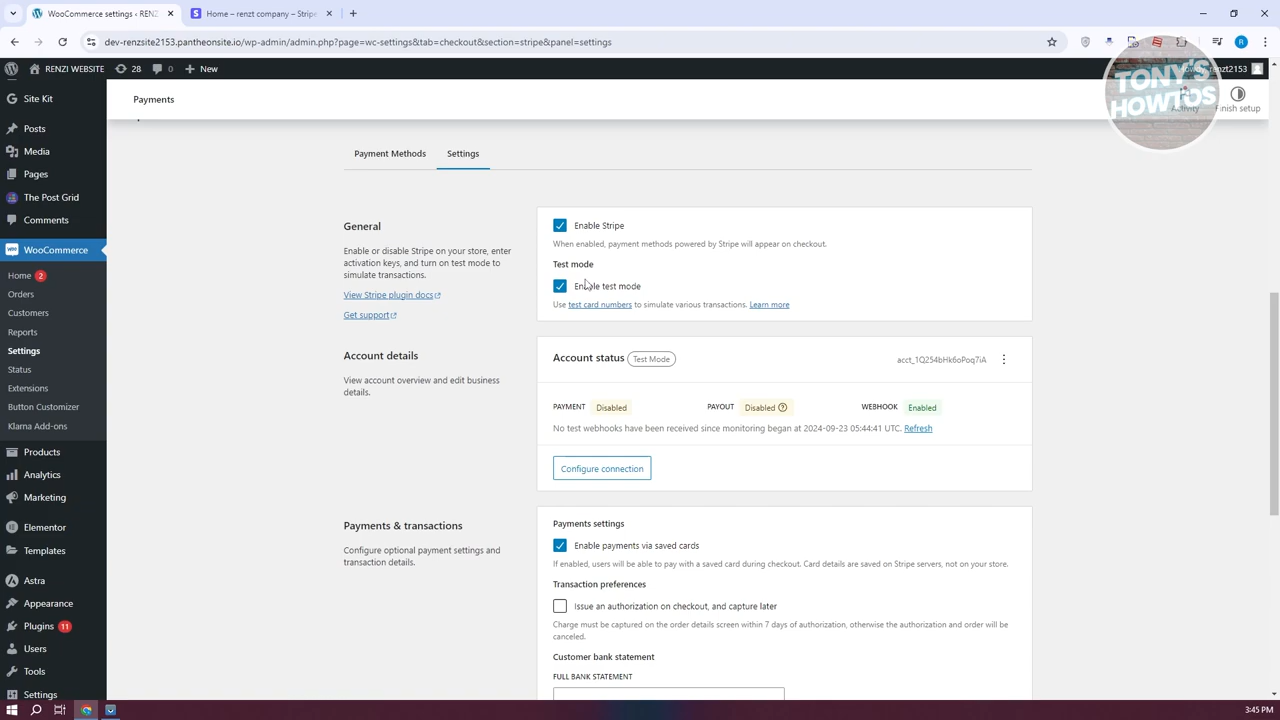 WooCommerce settings ‹ RENZ
Home – renzt company – Stripe
dev-renzsite2153.pantheonsite.io/wp-admin/admin.php?page=wc-settings&tab=checkout&section=stripe&panel=settings
R
RENZI WEBSITE
28
0
New
renzt2153
TONY'S
HOWTOS
Site Kit
Posts
Media
Pages
The Post Grid
Comments
WooCommerce
Home 2
Orders
Customers
Reports
Settings
Status
Extensions
Button Customizer
Klarna Add-ons
Products
Analytics
Marketing
Elementor
Templates
Astra
Appearance
Plugins 11
Users
Tools
Settings
Payments
Activity
Finish setup
Payment Methods
Settings
General
Enable or disable Stripe on your store, enter
activation keys, and turn on test mode to
simulate transactions.
View Stripe plugin docs
Get support
Enable Stripe
When enabled, payment methods powered by Stripe will appear on checkout.
Test mode
Enable test mode
Use test card numbers to simulate various transactions. Learn more
Account details
View account overview and edit business
details.
Account status Test Mode
acct_1Q254bHk6oPoq7iA
PAYMENT Disabled
PAYOUT Disabled
WEBHOOK Enabled
No test webhooks have been received since monitoring began at 2024-09-23 05:44:41 UTC. Refresh
Configure connection
Payments & transactions
Configure optional payment settings and
transaction details.
Payments settings
Enable payments via saved cards
If enabled, users will be able to pay with a saved card during checkout. Card details are saved on Stripe servers, not on your store.
Transaction preferences
Issue an authorization on checkout, and capture later
Charge must be captured on the order details screen within 7 days of authorization, otherwise the authorization and order will be
canceled.
Customer bank statement
FULL BANK STATEMENT
3:45 PM